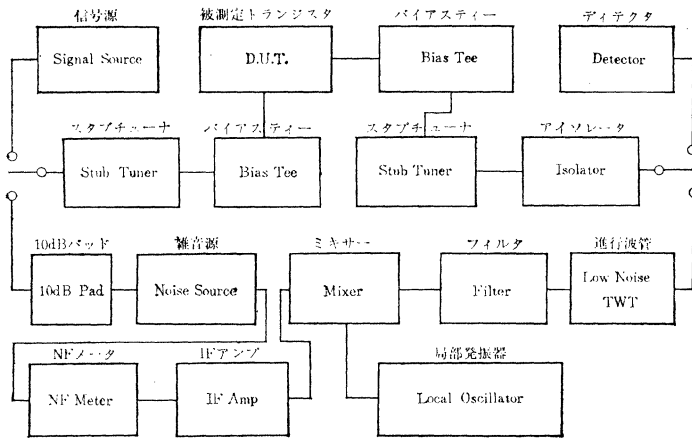 信号源
被測定トランジスタ
バイアスティー
ディテクタ
Signal Source
D.U.T.
Bias Tee
Detector
スタブチューナ
バイアスティー
スタブチューナ
アイソレータ
Stub Tuner
Bias Tee
Stub Tuner
Isolator
10dBパッド
雑音源
ミキサー
フィルタ
進行波管
10dB Pad
Noise Source
Mixer
Filter
Low Noise
TWT
NFメータ
IFアンプ
局部発振器
NF Meter
IF Amp
Local Oscillator